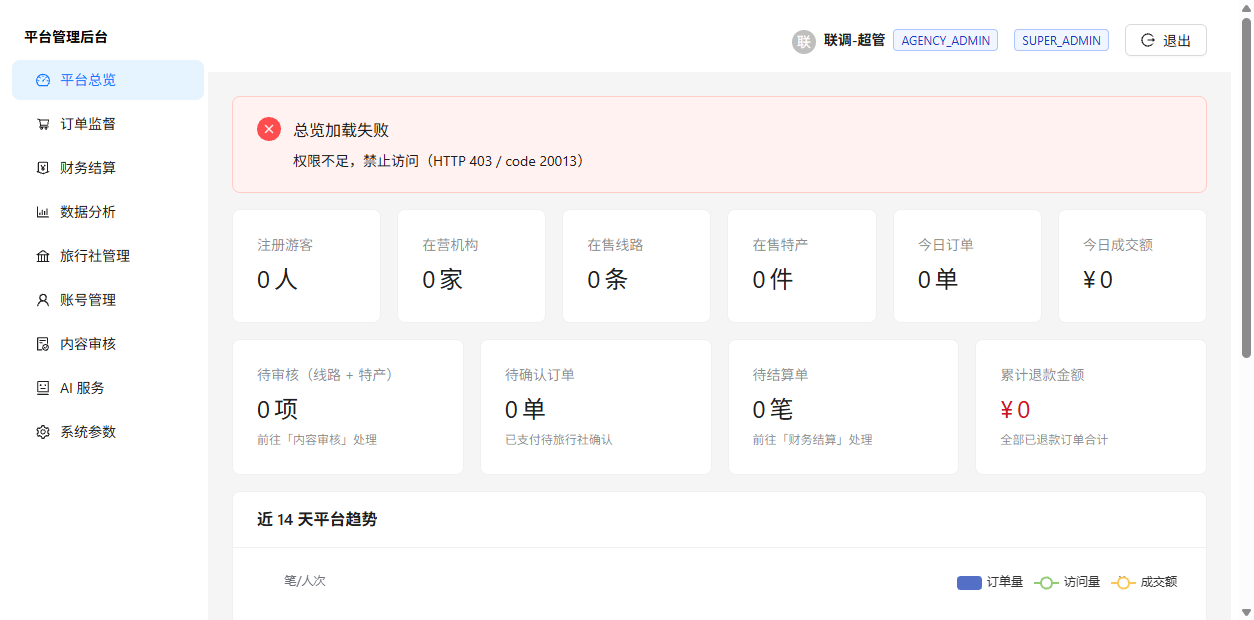 平台管理后台
联 联调-超管 AGENCY_ADMIN SUPER_ADMIN 退出
平台总览
订单监督
财务结算
数据分析
旅行社管理
账号管理
内容审核
AI 服务
系统参数
总览加载失败
权限不足，禁止访问（HTTP 403 / code 20013）
注册游客
0 人
在营机构
0 家
在售线路
0 条
在售特产
0 件
今日订单
0 单
今日成交额
¥ 0
待审核（线路 + 特产）
0 项
前往「内容审核」处理
待确认订单
0 单
已支付待旅行社确认
待结算单
0 笔
前往「财务结算」处理
累计退款金额
¥ 0
全部已退款订单合计
近 14 天平台趋势
笔/人次
订单量 访问量 成交额